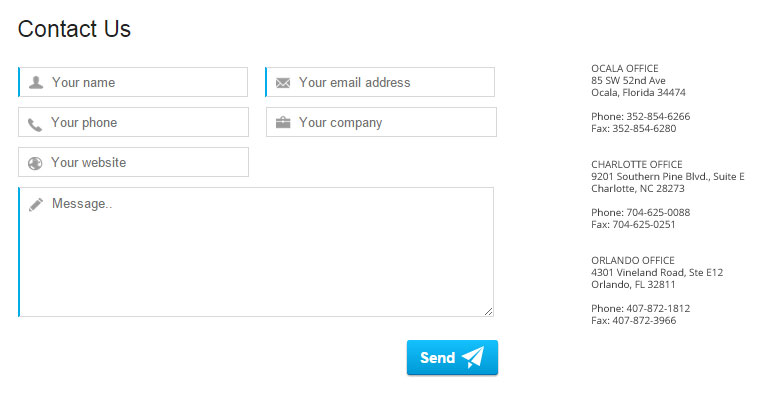 Contact Us
Your name
Your email address
Your phone
Your company
Your website
Message..
Send
OCALA OFFICE
85 SW 52nd Ave
Ocala, Florida 34474
Phone: 352-854-6266
Fax: 352-854-6280
CHARLOTTE OFFICE
9201 Southern Pine Blvd., Suite E
Charlotte, NC 28273
Phone: 704-625-0088
Fax: 704-625-0251
ORLANDO OFFICE
4301 Vineland Road, Ste E12
Orlando, FL 32811
Phone: 407-872-1812
Fax: 407-872-3966